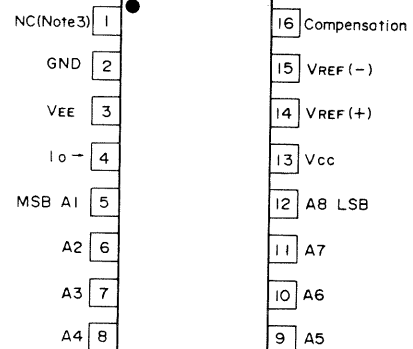 NC(Note3) 1 16 Compensation
GND 2 15 VREF (-)
VEE 3 14 VREF (+)
Io→ 4 13 Vcc
MSB A1 5 12 A8 LSB
A2 6 11 A7
A3 7 10 A6
A4 8 9 A5